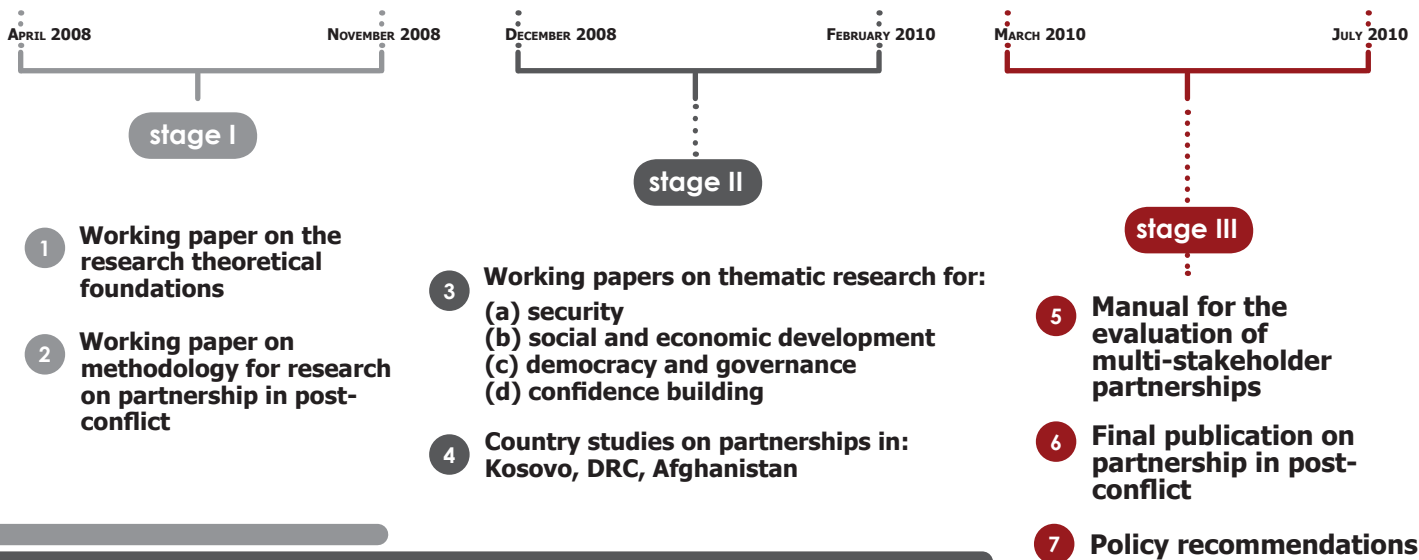 April 2008
November 2008
December 2008
February 2010
March 2010
July 2010
stage I
1
Working paper on the
research theoretical
foundations
2
Working paper on
methodology for research
on partnership in post-
conflict
stage II
3
Working papers on thematic research for:
(a) security
(b) social and economic development
(c) democracy and governance
(d) confidence building
4
Country studies on partnerships in:
Kosovo, DRC, Afghanistan
stage III
5
Manual for the
evaluation of
multi-stakeholder
partnerships
6
Final publication on
partnership in post-
conflict
7
Policy recommendations